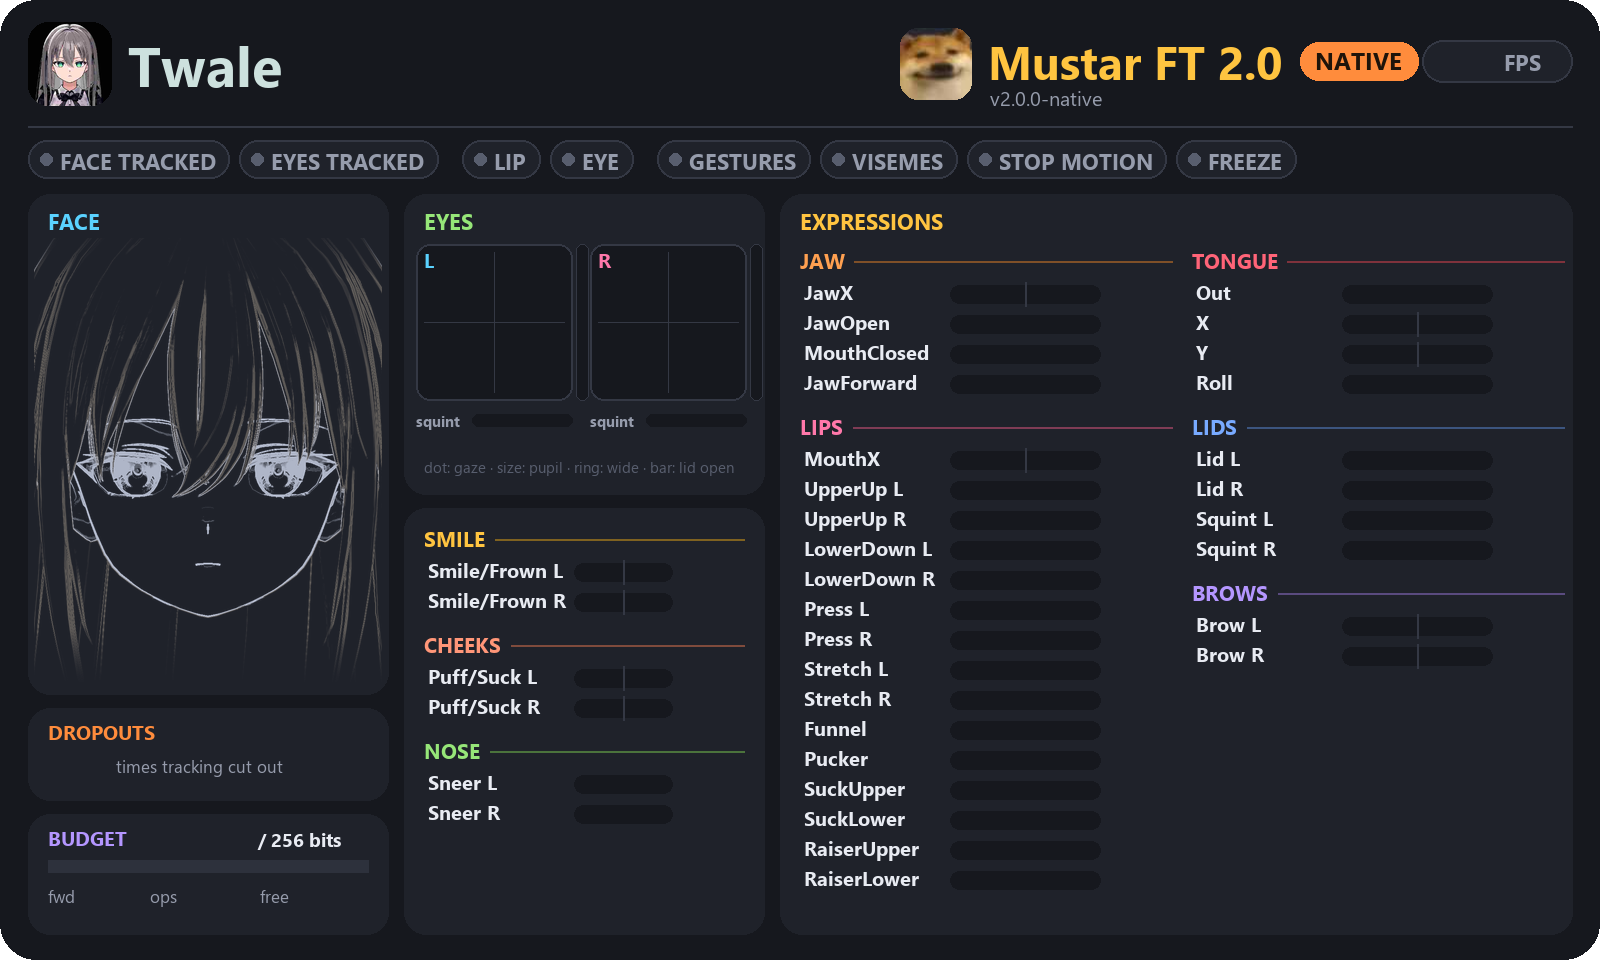 Twale
Mustar FT 2.0
NATIVE
FPS
v2.0.0-native
FACE TRACKED
EYES TRACKED
LIP
EYE
GESTURES
VISEMES
STOP MOTION
FREEZE
FACE
DROPOUTS
times tracking cut out
BUDGET
/ 256 bits
fwd
ops
free
EYES
L
R
squint
squint
dot: gaze · size: pupil · ring: wide · bar: lid open
SMILE
Smile/Frown L
Smile/Frown R
CHEEKS
Puff/Suck L
Puff/Suck R
NOSE
Sneer L
Sneer R
EXPRESSIONS
JAW
JawX
JawOpen
MouthClosed
JawForward
LIPS
MouthX
UpperUp L
UpperUp R
LowerDown L
LowerDown R
Press L
Press R
Stretch L
Stretch R
Funnel
Pucker
SuckUpper
SuckLower
RaiserUpper
RaiserLower
TONGUE
Out
X
Y
Roll
LIDS
Lid L
Lid R
Squint L
Squint R
BROWS
Brow L
Brow R